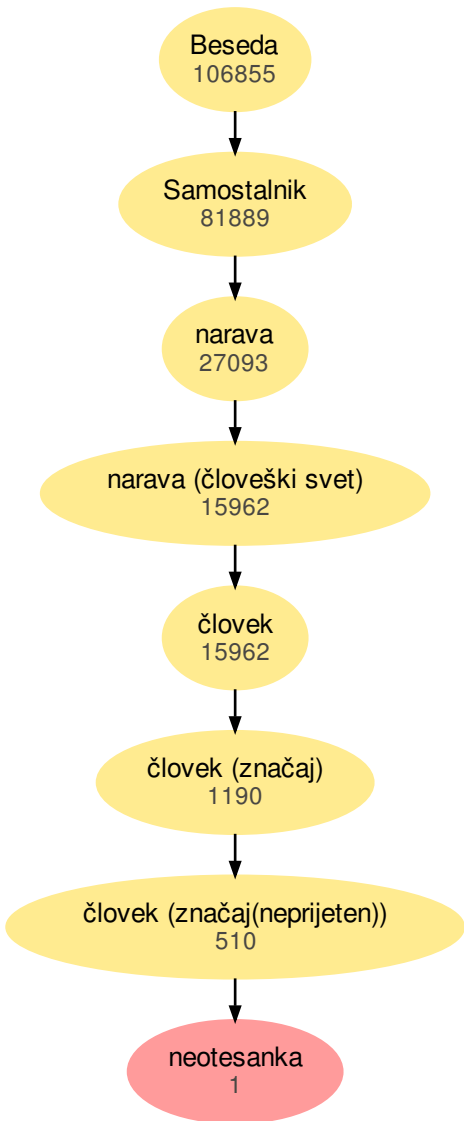 Beseda
106855
Samostalnik
81889
narava
27093
narava (človeški svet)
15962
človek
15962
človek (značaj)
1190
človek (značaj(neprijeten))
510
neotesanka
1